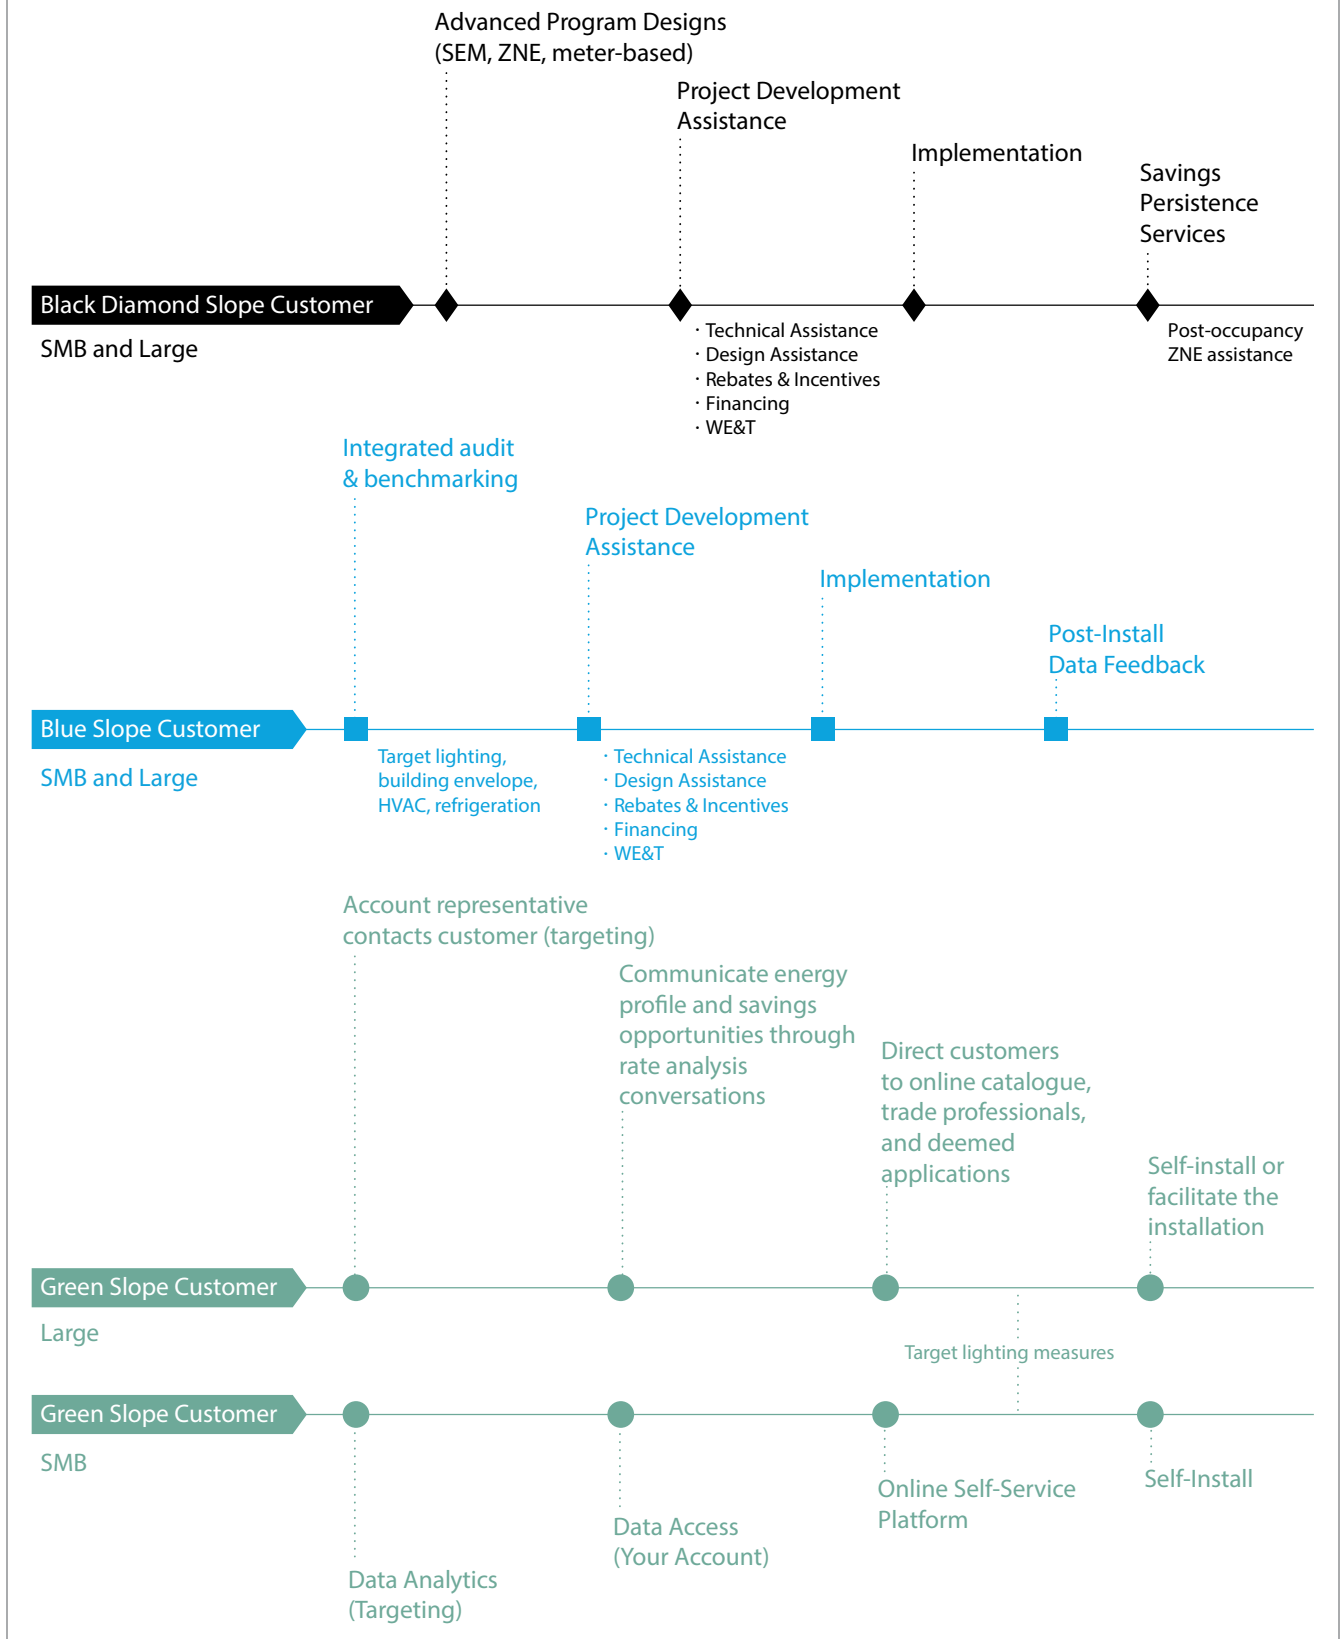 Advanced Program Designs
(SEM, ZNE, meter-based)
Project Development
Assistance
Implementation
Savings
Persistence
Services
Black Diamond Slope Customer
SMB and Large
· Technical Assistance
· Design Assistance
· Rebates & Incentives
· Financing
· WE&T
Post-occupancy
ZNE assistance
Integrated audit
& benchmarking
Project Development
Assistance
Implementation
Post-Install
Data Feedback
Blue Slope Customer
SMB and Large
Target lighting,
building envelope,
HVAC, refrigeration
· Technical Assistance
· Design Assistance
· Rebates & Incentives
· Financing
· WE&T
Account representative
contacts customer (targeting)
Communicate energy
profile and savings
opportunities through
rate analysis
conversations
Direct customers
to online catalogue,
trade professionals,
and deemed
applications
Self-install or
facilitate the
installation
Green Slope Customer
Large
Target lighting measures
Green Slope Customer
SMB
Data Analytics
(Targeting)
Data Access
(Your Account)
Online Self-Service
Platform
Self-Install